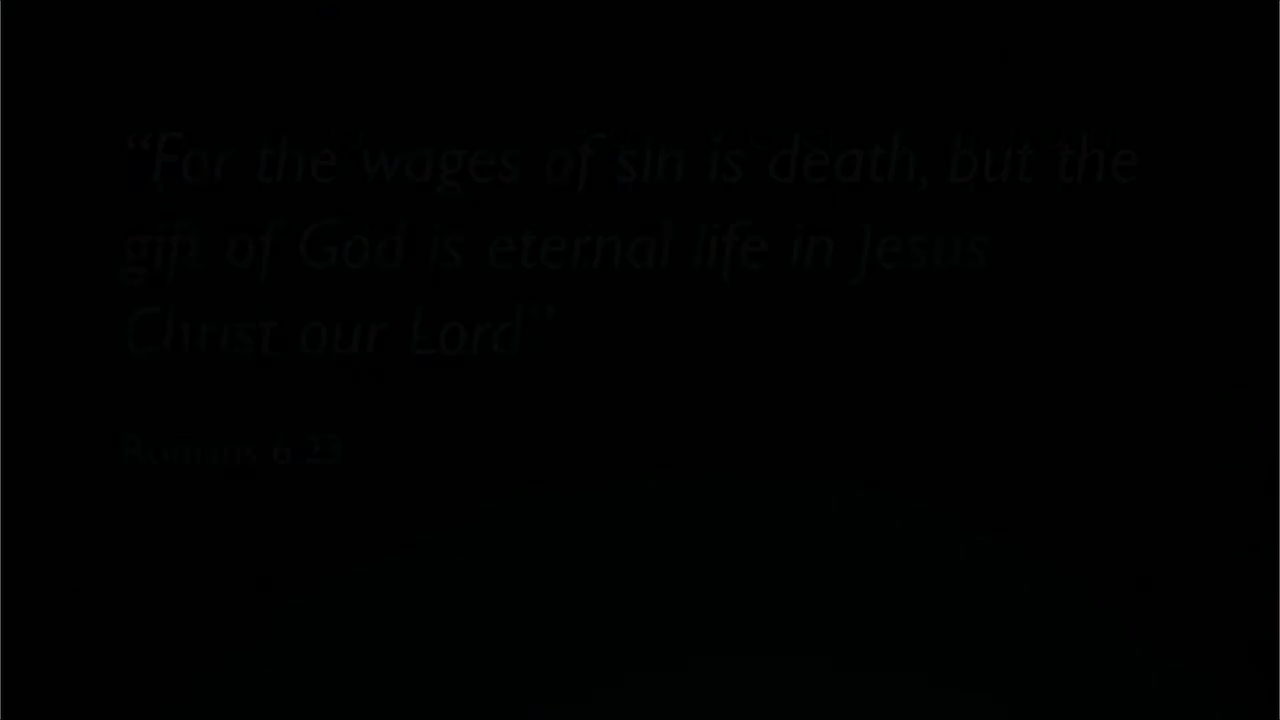 “For the wages of sin is death, but the
gift of God is eternal life in Jesus
Christ our Lord”
Romans 6.23